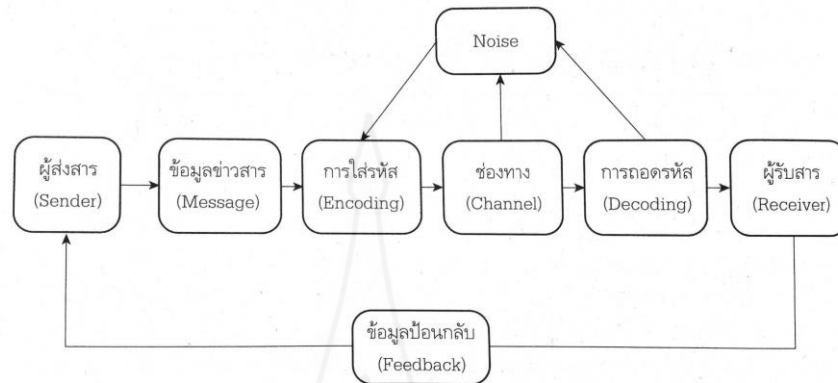 Noise
ผู้ส่งสาร
(Sender)
ข้อมูลข่าวสาร
(Message)
การใส่รหัส
(Encoding)
ช่องทาง
(Channel)
การถอดรหัส
(Decoding)
ผู้รับสาร
(Receiver)
ข้อมูลป้อนกลับ
(Feedback)